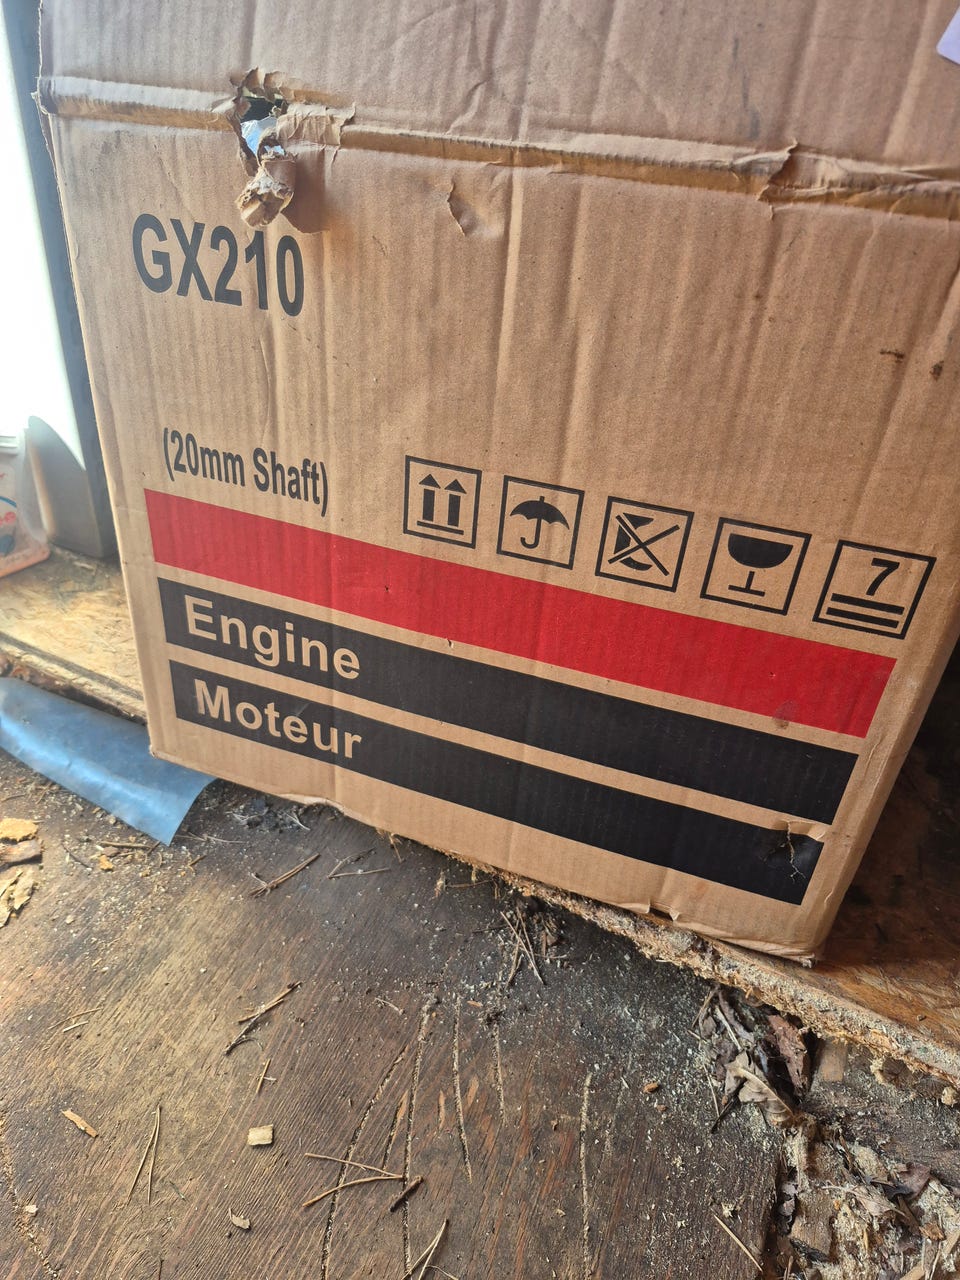 GX210
(20mm Shaft)
7
Engine
Moteur